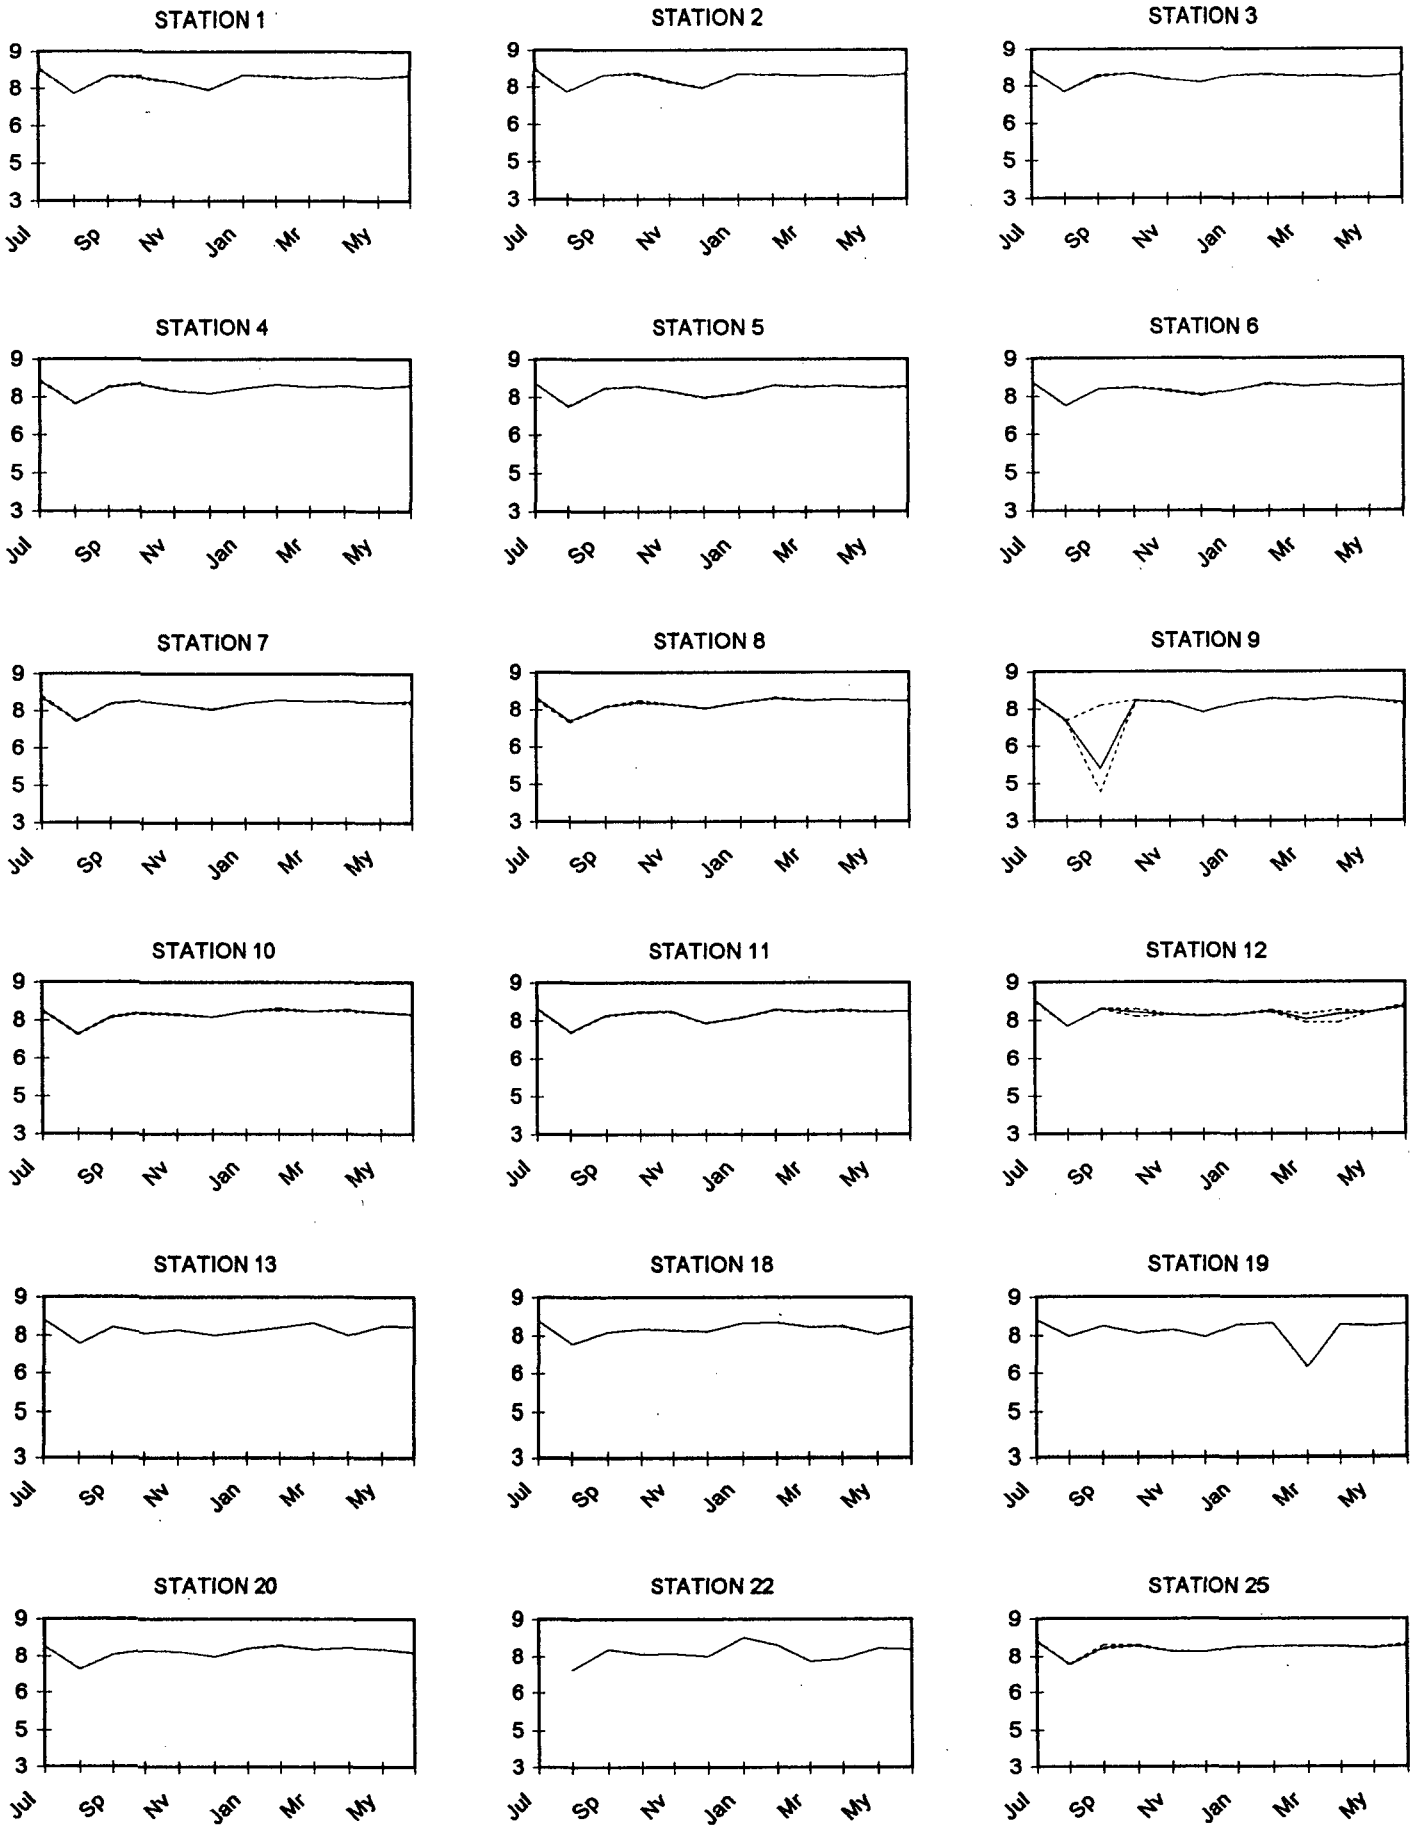 STATION 1
9
8
6
5
3
Jul Sp Nv Jan Mr My
STATION 2
9
8
6
5
3
Jul Sp Nv Jan Mr My
STATION 3
9
8
6
5
3
Jul Sp Nv Jan Mr My
STATION 4
9
8
6
5
3
Jul Sp Nv Jan Mr My
STATION 5
9
8
6
5
3
Jul Sp Nv Jan Mr My
STATION 6
9
8
6
5
3
Jul Sp Nv Jan Mr My
STATION 7
9
8
6
5
3
Jul Sp Nv Jan Mr My
STATION 8
9
8
6
5
3
Jul Sp Nv Jan Mr My
STATION 9
9
8
6
5
3
Jul Sp Nv Jan Mr My
STATION 10
9
8
6
5
3
Jul Sp Nv Jan Mr My
STATION 11
9
8
6
5
3
Jul Sp Nv Jan Mr My
STATION 12
9
8
6
5
3
Jul Sp Nv Jan Mr My
STATION 13
9
8
6
5
3
Jul Sp Nv Jan Mr My
STATION 18
9
8
6
5
3
Jul Sp Nv Jan Mr My
STATION 19
9
8
6
5
3
Jul Sp Nv Jan Mr My
STATION 20
9
8
6
5
3
Jul Sp Nv Jan Mr My
STATION 22
9
8
6
5
3
Jul Sp Nv Jan Mr My
STATION 25
9
8
6
5
3
Jul Sp Nv Jan Mr My